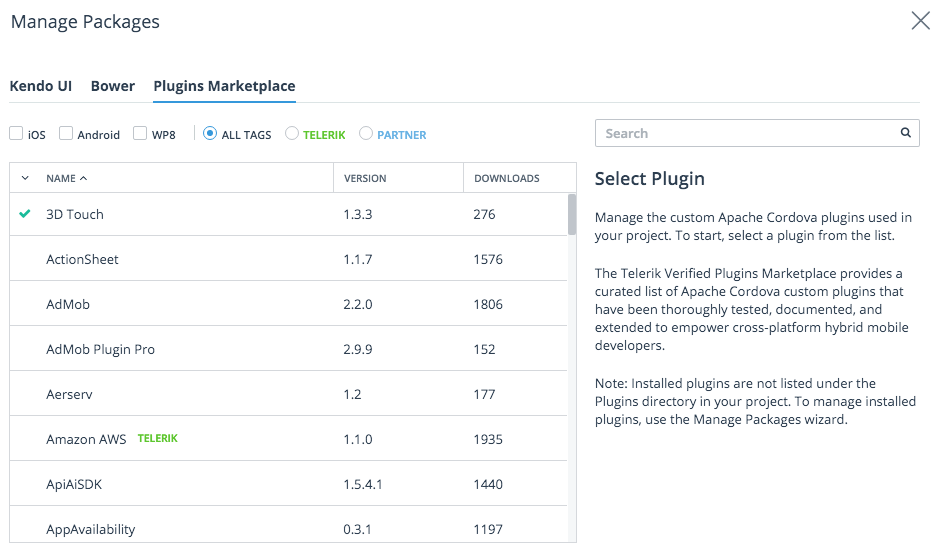 Manage Packages
Kendo UI Bower Plugins Marketplace
iOS Android WP8 ALL TAGS TELERIK PARTNER
Search
NAME VERSION DOWNLOADS
3D Touch 1.3.3 276
ActionSheet 1.1.7 1576
AdMob 2.2.0 1806
AdMob Plugin Pro 2.9.9 152
Aerserv 1.2 177
Amazon AWS TELERIK 1.1.0 1935
ApiAiSDK 1.5.4.1 1440
AppAvailability 0.3.1 1197
Select Plugin
Manage the custom Apache Cordova plugins used in
your project. To start, select a plugin from the list.
The Telerik Verified Plugins Marketplace provides a
curated list of Apache Cordova custom plugins that
have been thoroughly tested, documented, and
extended to empower cross-platform hybrid mobile
developers.
Note: Installed plugins are not listed under the
Plugins directory in your project. To manage installed
plugins, use the Manage Packages wizard.